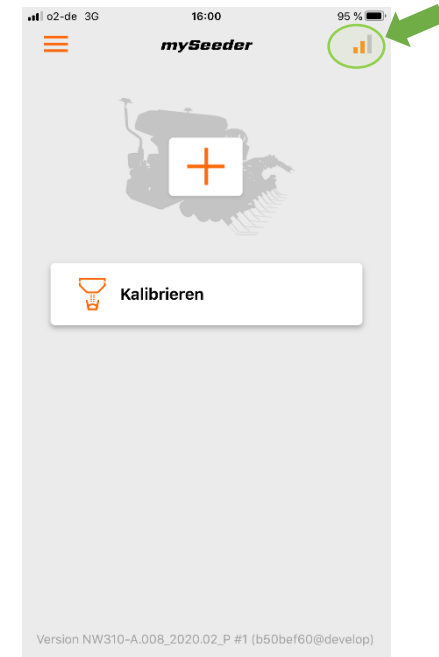 o2-de 3G 16:00 95 %
mySeeder
Kalibrieren
Version NW310-A.008_2020.02_P #1 (b50bef60@develop)